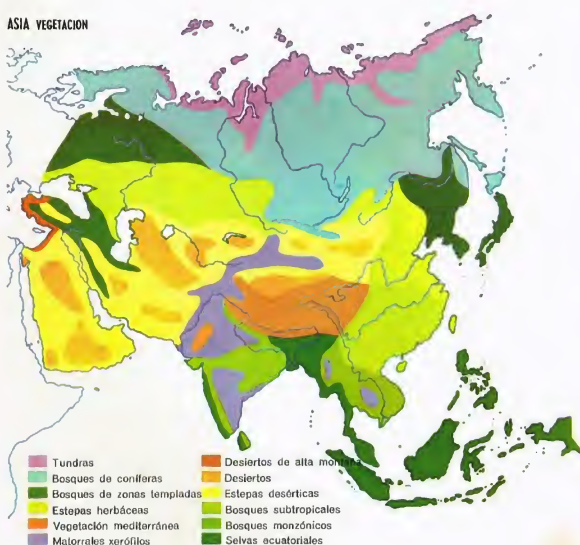 ASIA VEGETACION
Tundras
Bosques de coníferas
Bosques de zonas templadas
Estepas herbáceas
Vegetación mediterránea
Matorrales xerófilos
Desiertos de alta montaña
Desiertos
Estepas desérticas
Bosques subtropicales
Bosques monzónicos
Selvas ecuatoriales